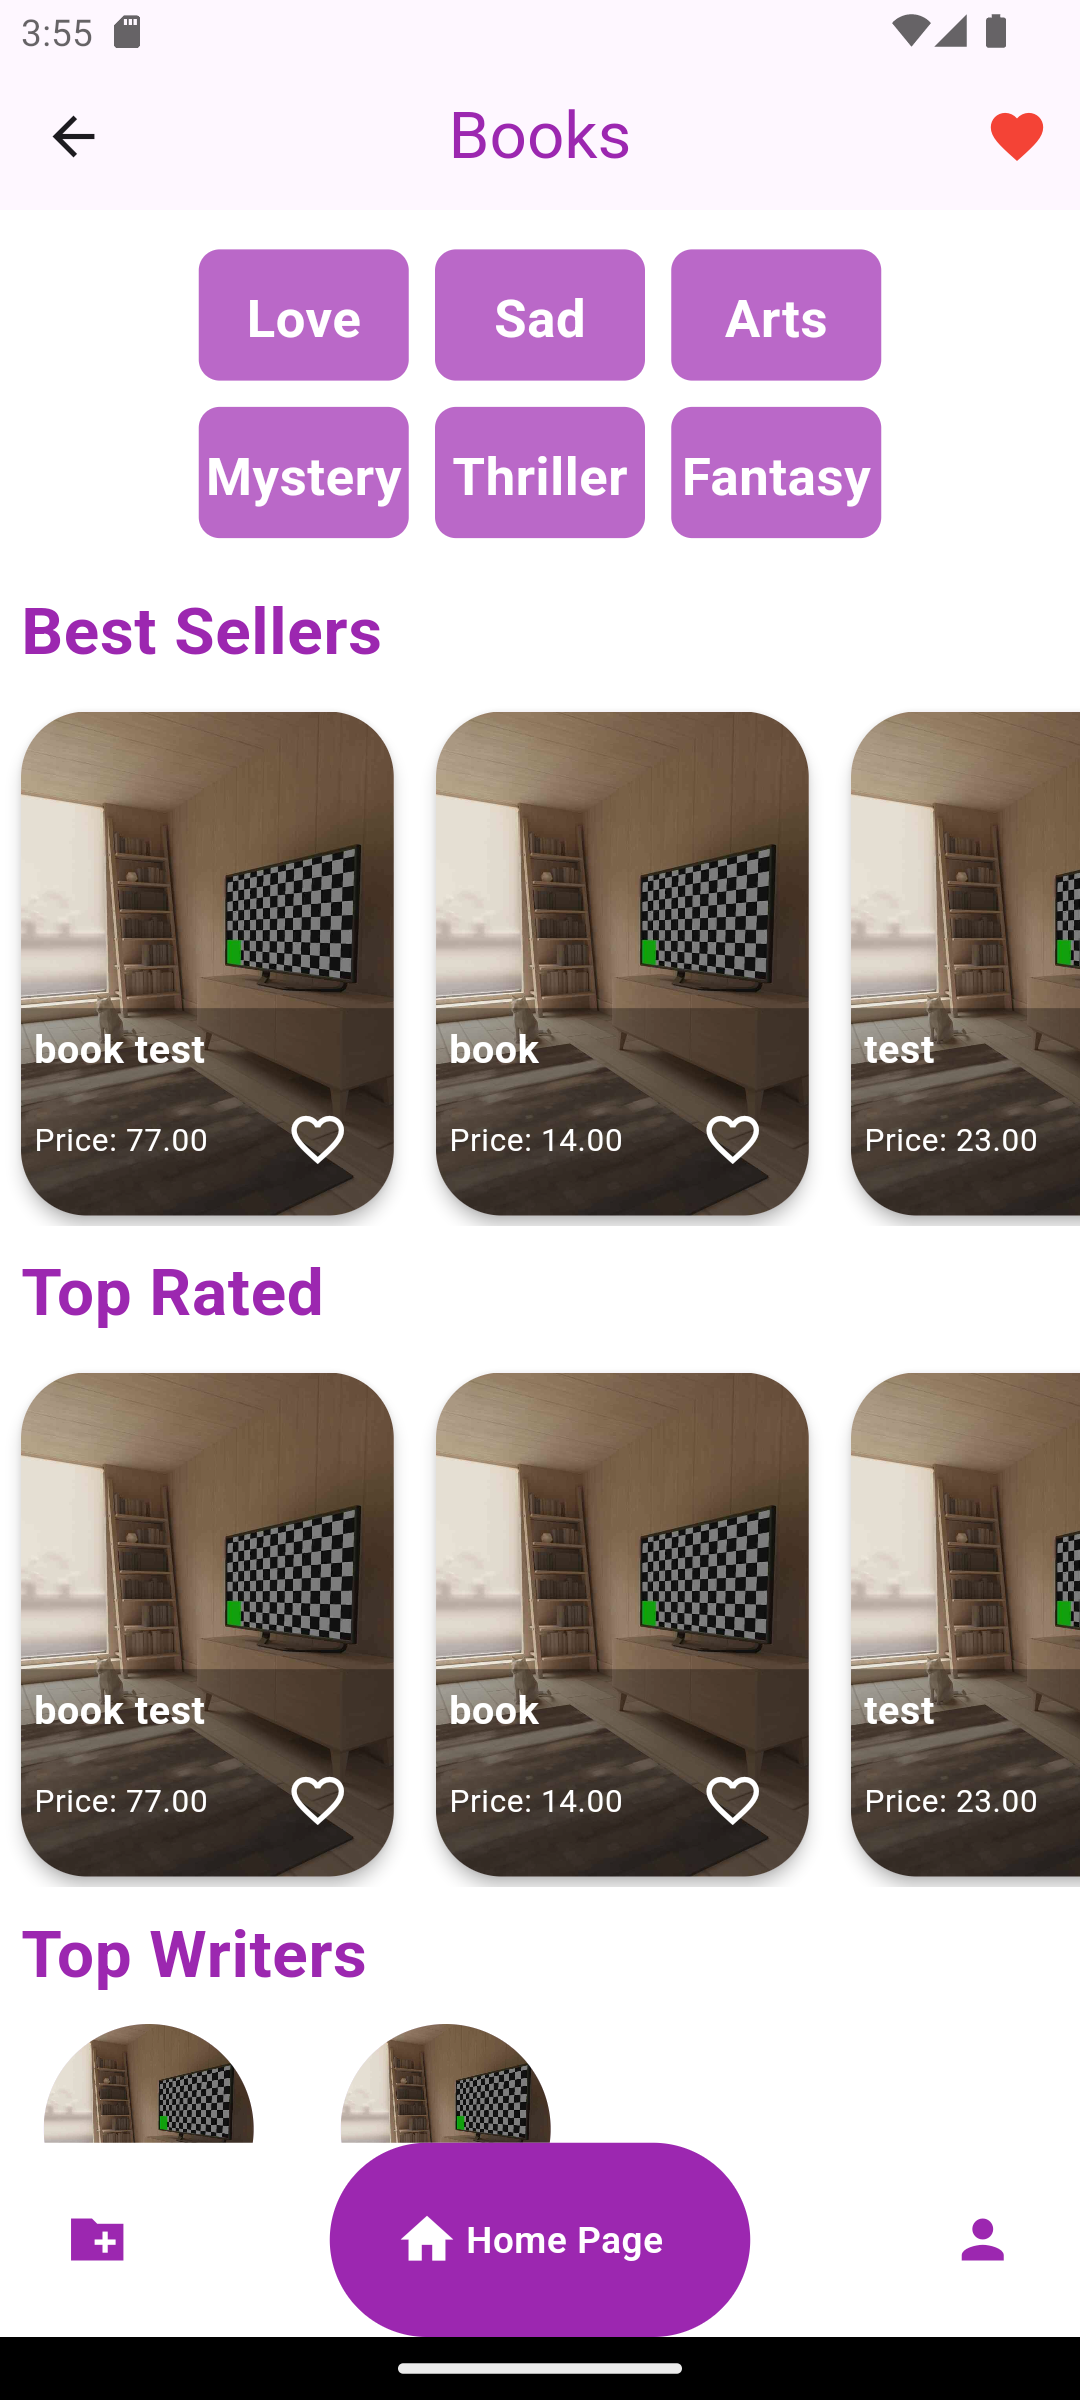 3:55
Books
Love
Sad
Arts
Mystery
Thriller
Fantasy
Best Sellers
book test
Price: 77.00
book
Price: 14.00
test
Price: 23.00
Top Rated
book test
Price: 77.00
book
Price: 14.00
test
Price: 23.00
Top Writers
Home Page